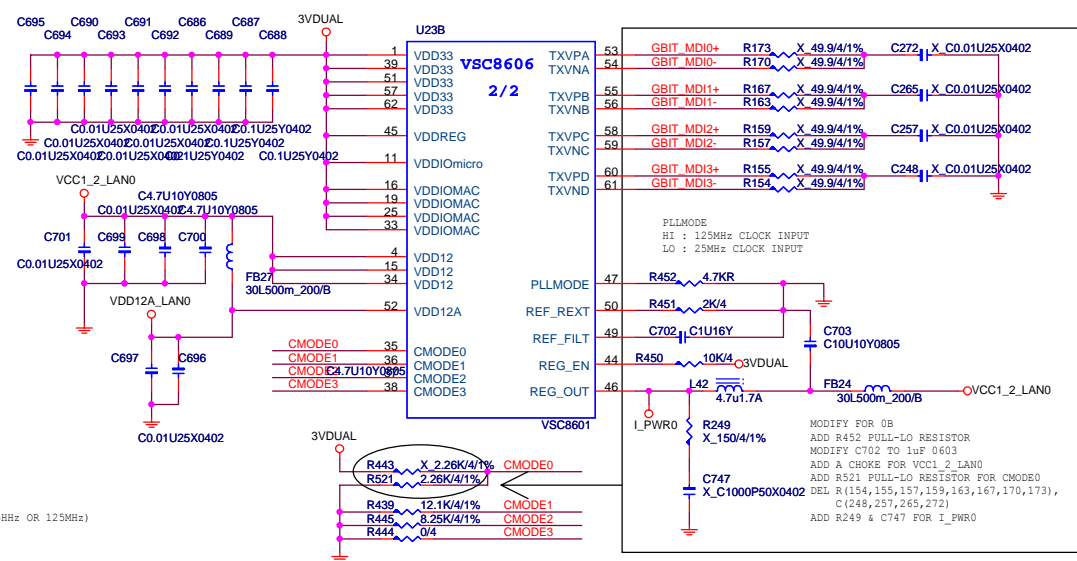 C695 C690 C691 C686 C687
C694 C693 C692 C689 C688
3VDUAL
U23B
VSC8606
2/2
1 VDD33
39 VDD33
51 VDD33
57 VDD33
62 VDD33
45 VDDREG
11 VDDIOmicro
16 VDDIOMAC
19 VDDIOMAC
25 VDDIOMAC
33 VDDIOMAC
4 VDD12
15 VDD12
34 VDD12
52 VDD12A
35 CMODE0
36 CMODE1
CMODE2
38 CMODE3
TXVPA 53 GBIT_MDI0+ R173 X_49.9/4/1% C272 X_C0.01U25X0402
TXVNA 54 GBIT_MDI0- R170 X_49.9/4/1%
TXVPB 55 GBIT_MDI1+ R167 X_49.9/4/1% C265 X_C0.01U25X0402
TXVNB 56 GBIT_MDI1- R163 X_49.9/4/1%
TXVPC 58 GBIT_MDI2+ R159 X_49.9/4/1% C257 X_C0.01U25X0402
TXVNC 59 GBIT_MDI2- R157 X_49.9/4/1%
TXVPD 60 GBIT_MDI3+ R155 X_49.9/4/1% C248 X_C0.01U25X0402
TXVND 61 GBIT_MDI3- R154 X_49.9/4/1%
C0.01U25X0402 C0.01U25X0402 C0.1U25Y0402
C0.01U25X0402 C0.01U25X0402 C0.1U25Y0402 C0.1U25Y0402
VCC1_2_LAN0
C4.7U10Y0805
C0.01U25X0402 C4.7U10Y0805
C701 C699 C698 C700
C0.01U25X0402
FB27
30L500m_200/B
VDD12A_LAN0
C697 C696
C4.7U10Y0805
C0.01U25X0402
CMODE0
CMODE1
CMODE3
PLLMODE
HI : 125MHz CLOCK INPUT
LO : 25MHz CLOCK INPUT
PLLMODE 47 R452 4.7KR
REF_REXT 50 R451 2K/4
REF_FILT 49 C702 C1U16Y
C703
C10U10Y0805
REG_EN 44 R450 10K/4 3VDUAL
REG_OUT 46 L42 4.7u1.7A FB24 30L500m_200/B VCC1_2_LAN0
VSC8601
I_PWR0
R249
X_150/4/1%
C747
X_C1000P50X0402
3VDUAL
R443 X_2.26K/4/1% CMODE0
R521 2.26K/4/1%
R439 12.1K/4/1% CMODE1
R445 8.25K/4/1% CMODE2
R444 0/4 CMODE3
HHz OR 125MHz)
MODIFY FOR 0B
ADD R452 PULL-LO RESISTOR
MODIFY C702 TO 1uF 0603
ADD A CHOKE FOR VCC1_2_LAN0
ADD R521 PULL-LO RESISTOR FOR CMODE0
DEL R(154,155,157,159,163,167,170,173),
C(248,257,265,272)
ADD R249 & C747 FOR I_PWR0